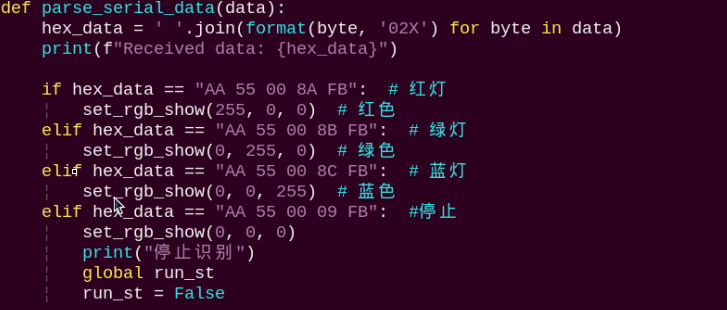 def parse_serial_data(data):
    hex_data = ' '.join(format(byte, '02X') for byte in data)
    print(f"Received data: {hex_data}")

    if hex_data == "AA 55 00 8A FB":  # 红灯
        set_rgb_show(255, 0, 0)  # 红色
    elif hex_data == "AA 55 00 8B FB":  # 绿灯
        set_rgb_show(0, 255, 0)  # 绿色
    elif hex_data == "AA 55 00 8C FB":  # 蓝灯
        set_rgb_show(0, 0, 255)  # 蓝色
    elif hex_data == "AA 55 00 09 FB":  #停止
        set_rgb_show(0, 0, 0)
        print("停止识别")
        global run_st
        run_st = False